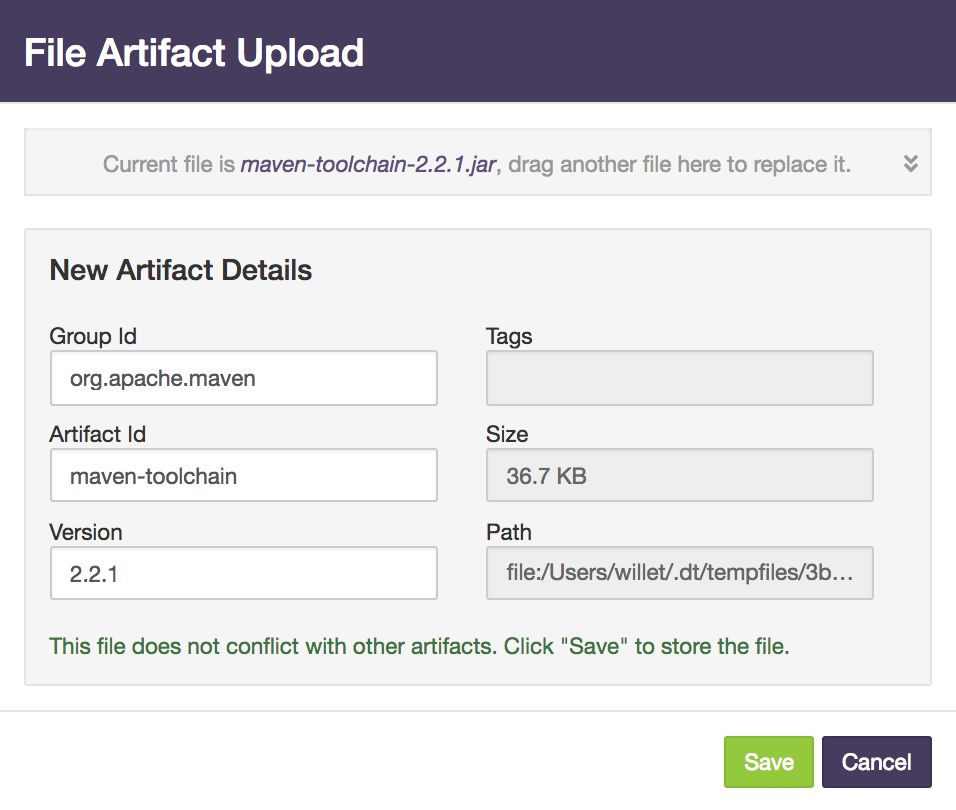 File Artifact Upload
Current file is maven-toolchain-2.2.1.jar, drag another file here to replace it.
New Artifact Details
Group Id
org.apache.maven
Tags
Artifact Id
maven-toolchain
Size
36.7 KB
Version
2.2.1
Path
file:/Users/willet/.dt/tempfiles/3b...
This file does not conflict with other artifacts. Click "Save" to store the file.
Save
Cancel